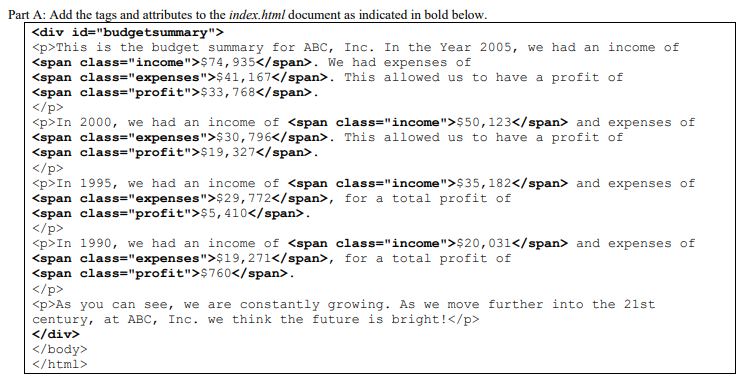 Part A: Add the tags and attributes to the index.html document as indicated in bold below.
<div id="budgetsummary">
<p>This is the budget summary for ABC, Inc. In the Year 2005, we had an income of
<span class="income">$74,935</span>. We had expenses of
<span class="expenses">$41,167</span>. This allowed us to have a profit of
<span class="profit">$33,768</span>.
</p>
<p>In 2000, we had an income of <span class="income">$50,123</span> and expenses of
<span class="expenses">$30,796</span>. This allowed us to have a profit of
<span class="profit">$19,327</span>.
</p>
<p>In 1995, we had an income of <span class="income">$35,182</span> and expenses of
<span class="expenses">$29,772</span>, for a total profit of
<span class="profit">$5,410</span>.
</p>
<p>In 1990, we had an income of <span class="income">$20,031</span> and expenses of
<span class="expenses">$19,271</span>, for a total profit of
<span class="profit">$760</span>.
</p>
<p>As you can see, we are constantly growing. As we move further into the 21st
century, at ABC, Inc. we think the future is bright!</p>
</div>
</body>
</html>